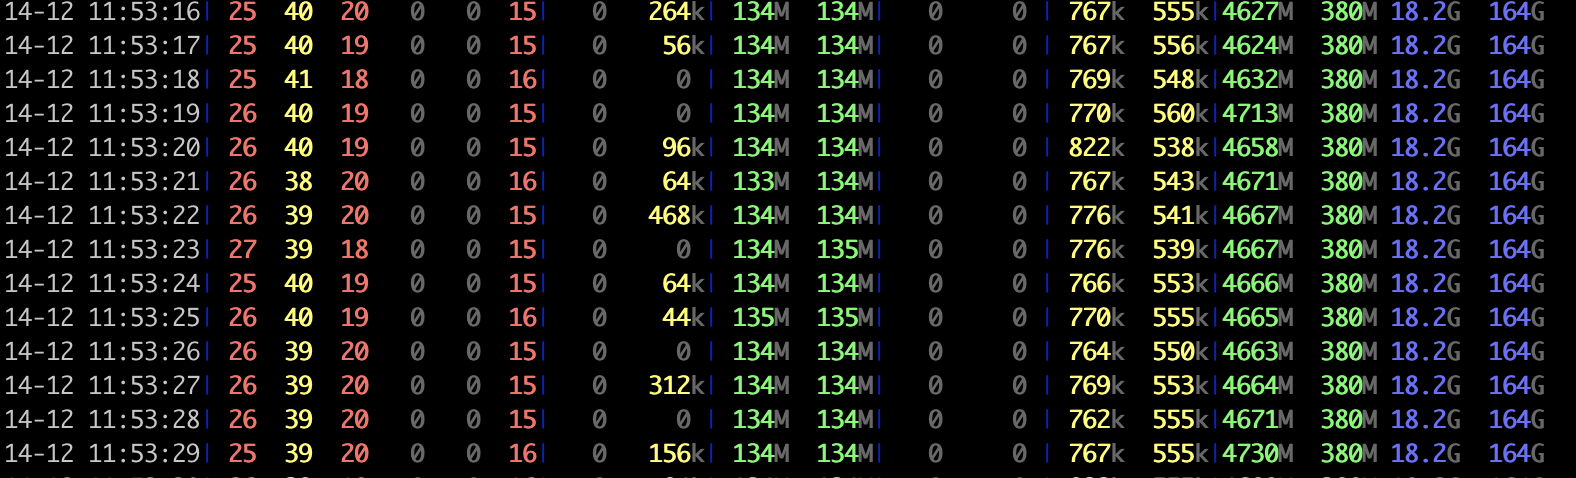 14-12 11:53:16| 25 40 20 0 0 15| 0 264k| 134M 134M| 0 0 | 767k 555k|4627M 380M 18.2G 164G
14-12 11:53:17| 25 40 19 0 0 15| 0 56k| 134M 134M| 0 0 | 767k 556k|4624M 380M 18.2G 164G
14-12 11:53:18| 25 41 18 0 0 16| 0 0 | 134M 134M| 0 0 | 769k 548k|4632M 380M 18.2G 164G
14-12 11:53:19| 26 40 19 0 0 15| 0 0 | 134M 134M| 0 0 | 770k 560k|4713M 380M 18.2G 164G
14-12 11:53:20| 26 40 19 0 0 15| 0 96k| 134M 134M| 0 0 | 822k 538k|4658M 380M 18.2G 164G
14-12 11:53:21| 26 38 20 0 0 16| 0 64k| 133M 134M| 0 0 | 767k 543k|4671M 380M 18.2G 164G
14-12 11:53:22| 26 39 20 0 0 15| 0 468k| 134M 134M| 0 0 | 776k 541k|4667M 380M 18.2G 164G
14-12 11:53:23| 27 39 18 0 0 15| 0 0 | 134M 135M| 0 0 | 776k 539k|4667M 380M 18.2G 164G
14-12 11:53:24| 25 40 19 0 0 15| 0 64k| 134M 134M| 0 0 | 766k 553k|4666M 380M 18.2G 164G
14-12 11:53:25| 26 40 19 0 0 16| 0 44k| 135M 135M| 0 0 | 770k 555k|4665M 380M 18.2G 164G
14-12 11:53:26| 26 39 20 0 0 15| 0 0 | 134M 134M| 0 0 | 764k 550k|4663M 380M 18.2G 164G
14-12 11:53:27| 26 39 20 0 0 15| 0 312k| 134M 134M| 0 0 | 769k 553k|4664M 380M 18.2G 164G
14-12 11:53:28| 26 39 20 0 0 15| 0 0 | 134M 134M| 0 0 | 762k 555k|4671M 380M 18.2G 164G
14-12 11:53:29| 25 39 20 0 0 16| 0 156k| 134M 134M| 0 0 | 767k 555k|4730M 380M 18.2G 164G